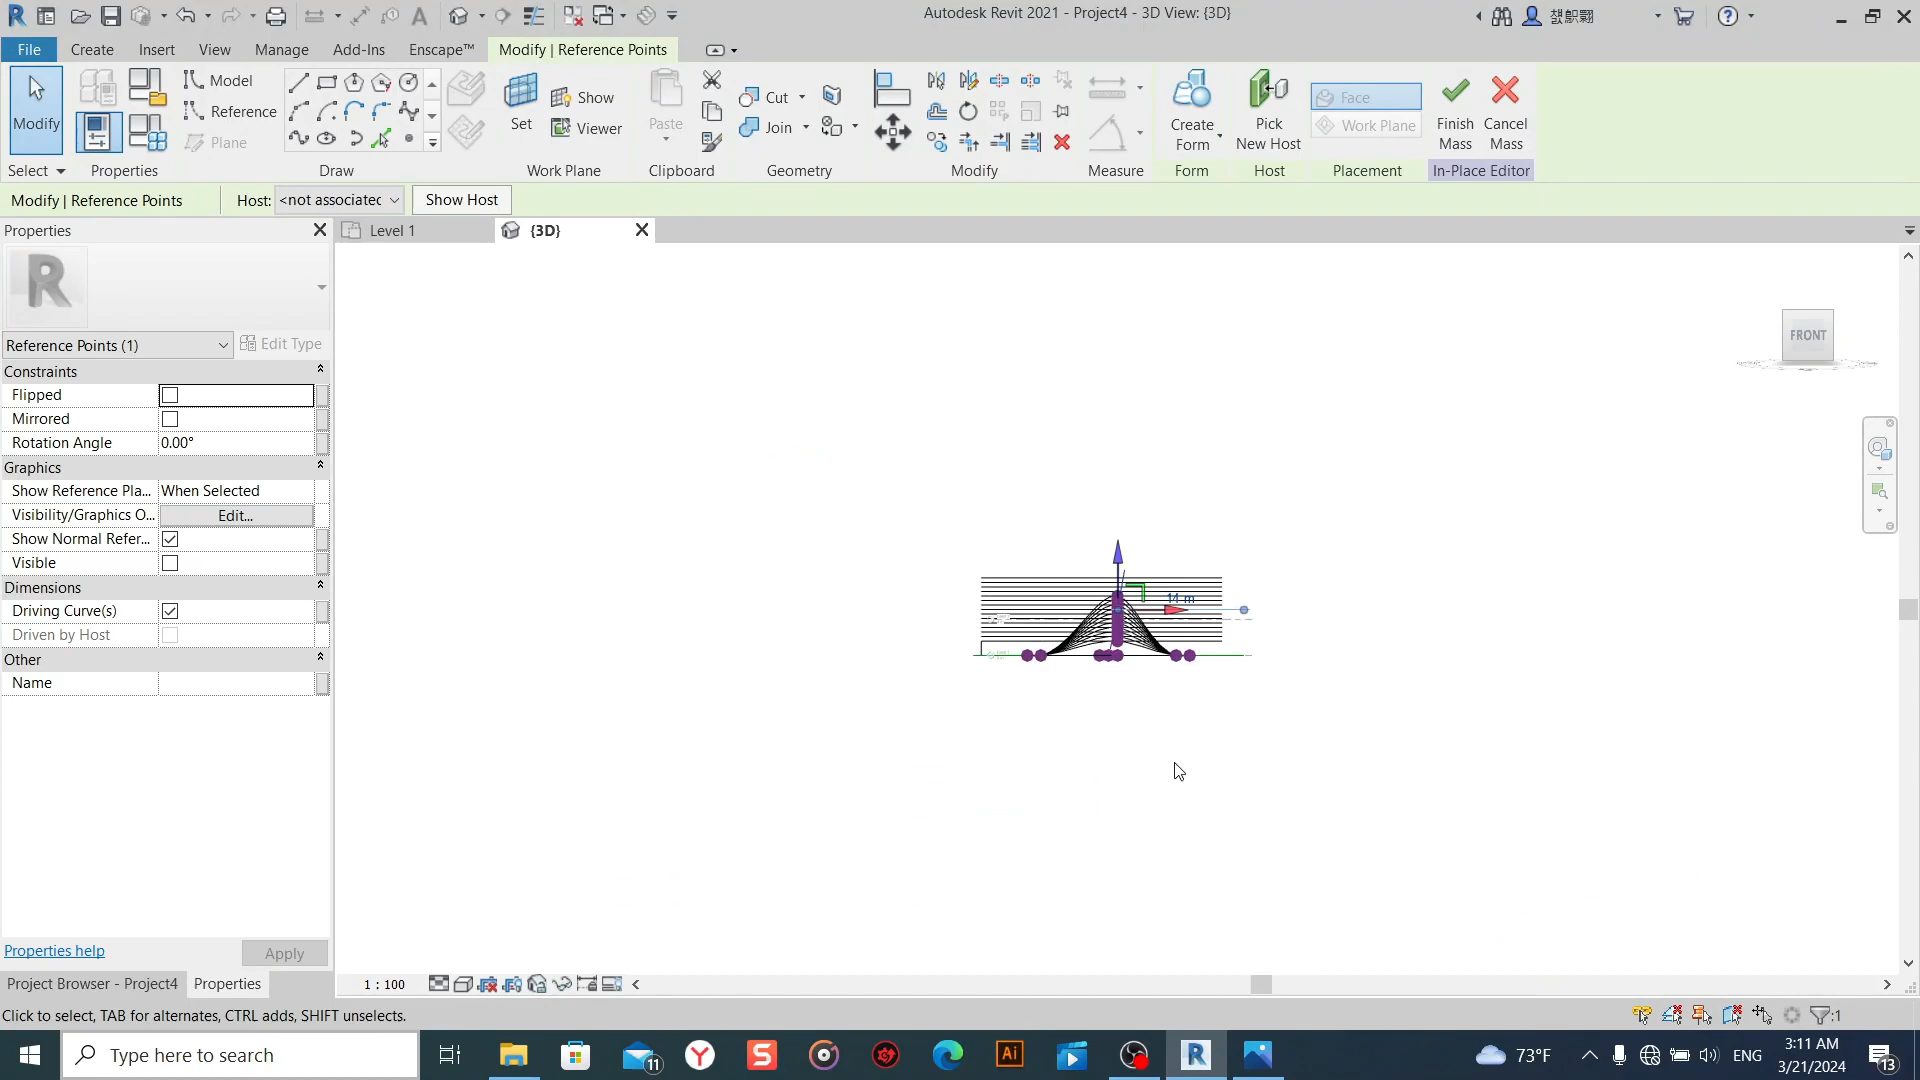 Autodesk Revit 2021 - Project4 - 3D View: {3D}
File
Create
Insert
View
Manage
Add-Ins
Enscape™
Modify | Reference Points
Modify
Model
Reference
Plane
Set
Show
Viewer
Paste
Cut
Join
Create
Form
Pick
New Host
Face
Work Plane
Finish
Mass
Cancel
Mass
Select
Properties
Draw
Work Plane
Clipboard
Geometry
Modify
Measure
Form
Host
Placement
In-Place Editor
Modify | Reference Points
Host:
<not associatec
Show Host
Properties
Level 1
{3D}
R
Reference Points (1)
Edit Type
Constraints
Flipped
Mirrored
Rotation Angle
0.00°
Graphics
Show Reference Pla...
When Selected
Visibility/Graphics O...
Edit...
Show Normal Refer...
Visible
Dimensions
Driving Curve(s)
Driven by Host
Other
Name
FRONT
14 m
Properties help
Apply
Project Browser - Project4
Properties
1 : 100
Click to select, TAB for alternates, CTRL adds, SHIFT unselects.
:1
Type here to search
11
Ai
73°F
ENG
3:11 AM
3/21/2024
13